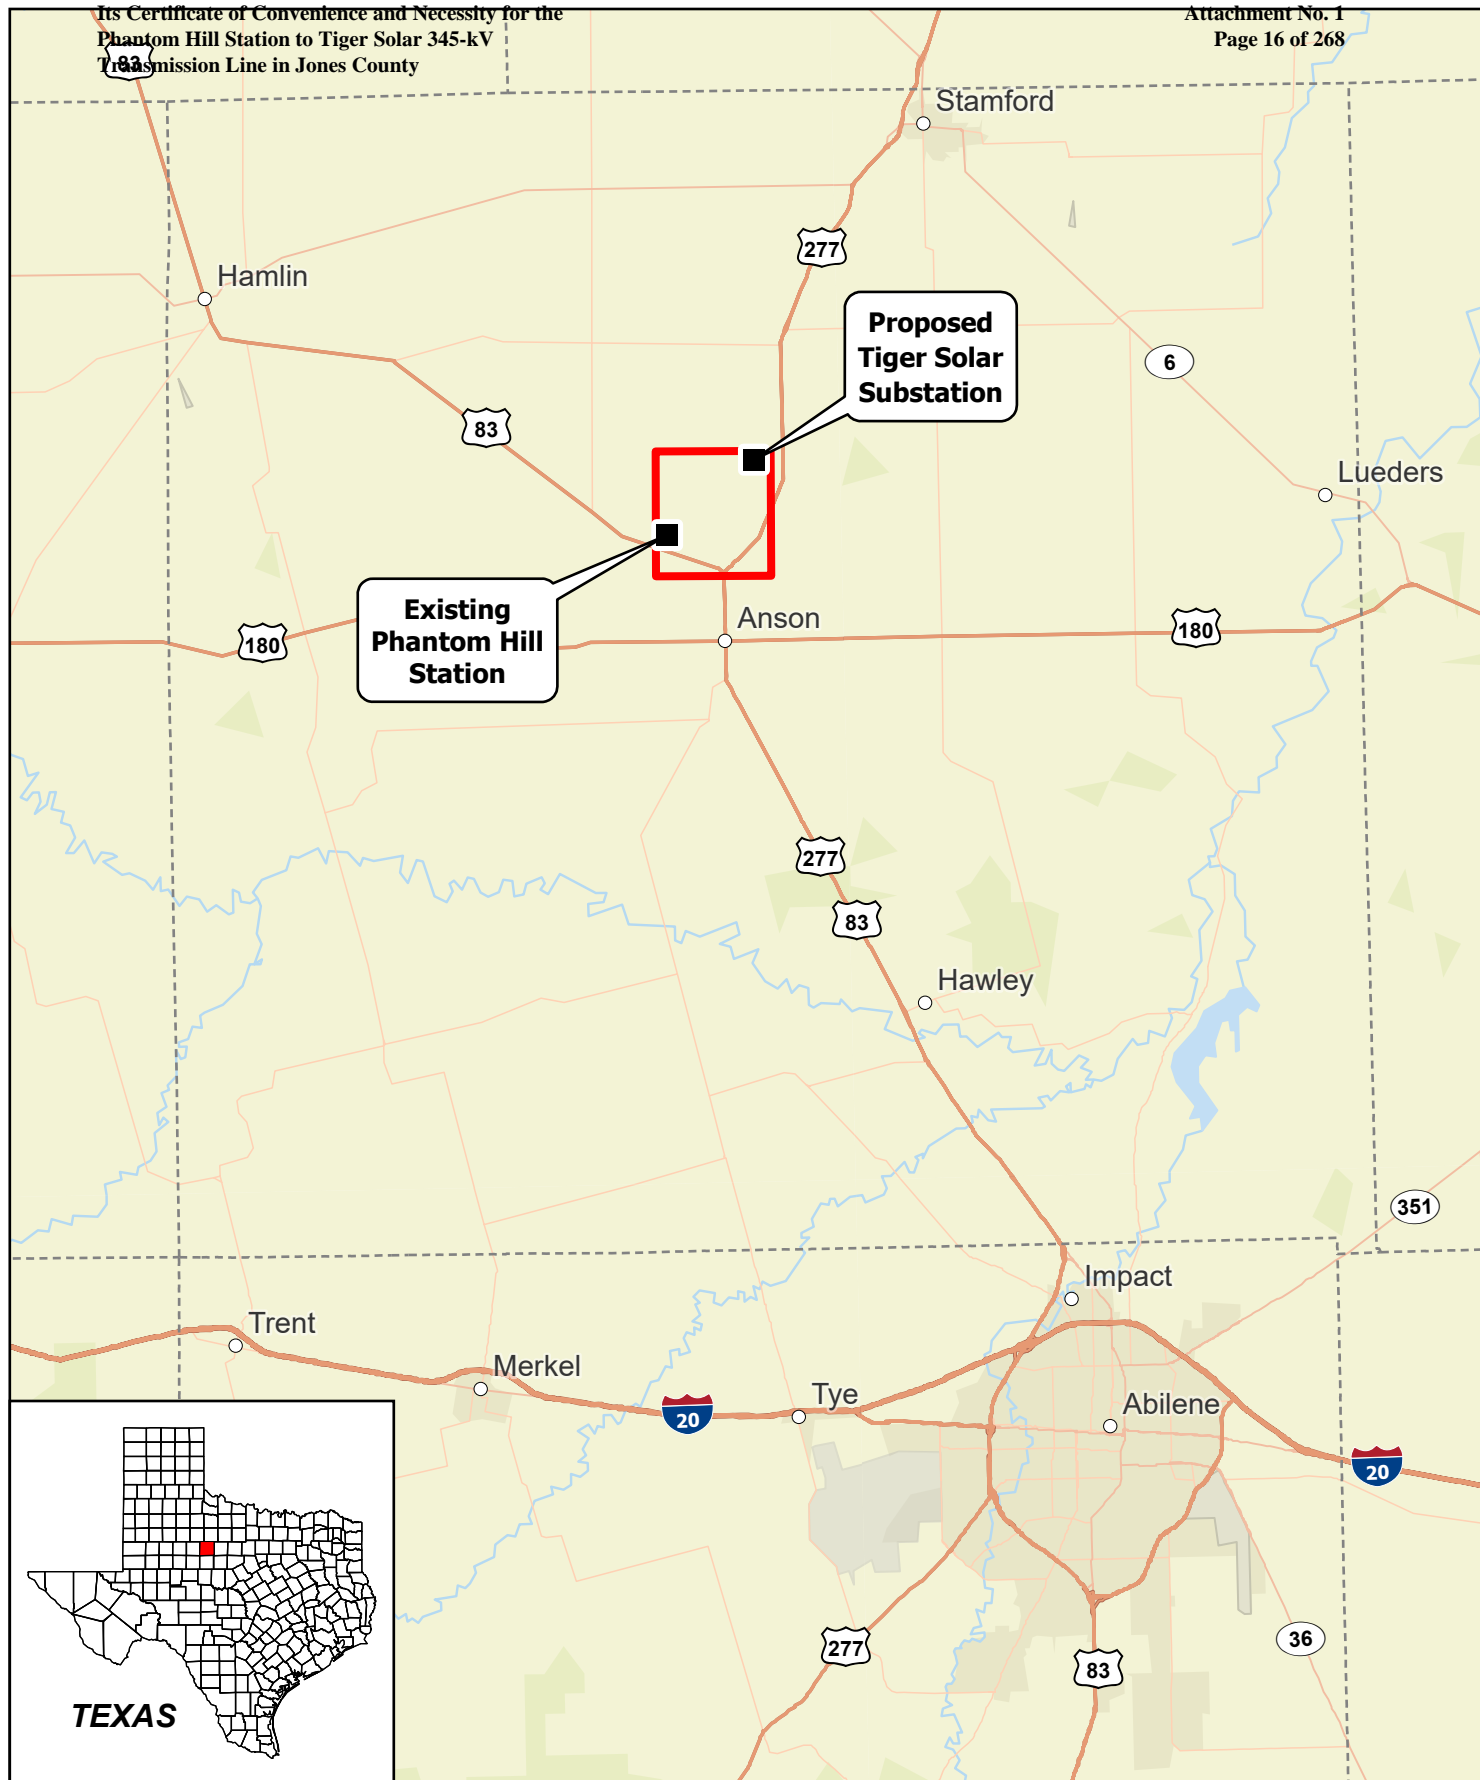 Its Certificate of Convenience and Necessity for the
Phantom Hill Station to Tiger Solar 345-kV
Transmission Line in Jones County
Attachment No. 1
Page 16 of 268
83
Stamford
277
Hamlin
Proposed
Tiger Solar
Substation
6
83
Lueders
Existing
Phantom Hill
Station
Anson
180
180
277
83
Hawley
351
Impact
Trent
Merkel
Tye
Abilene
20
20
277
83
36
TEXAS